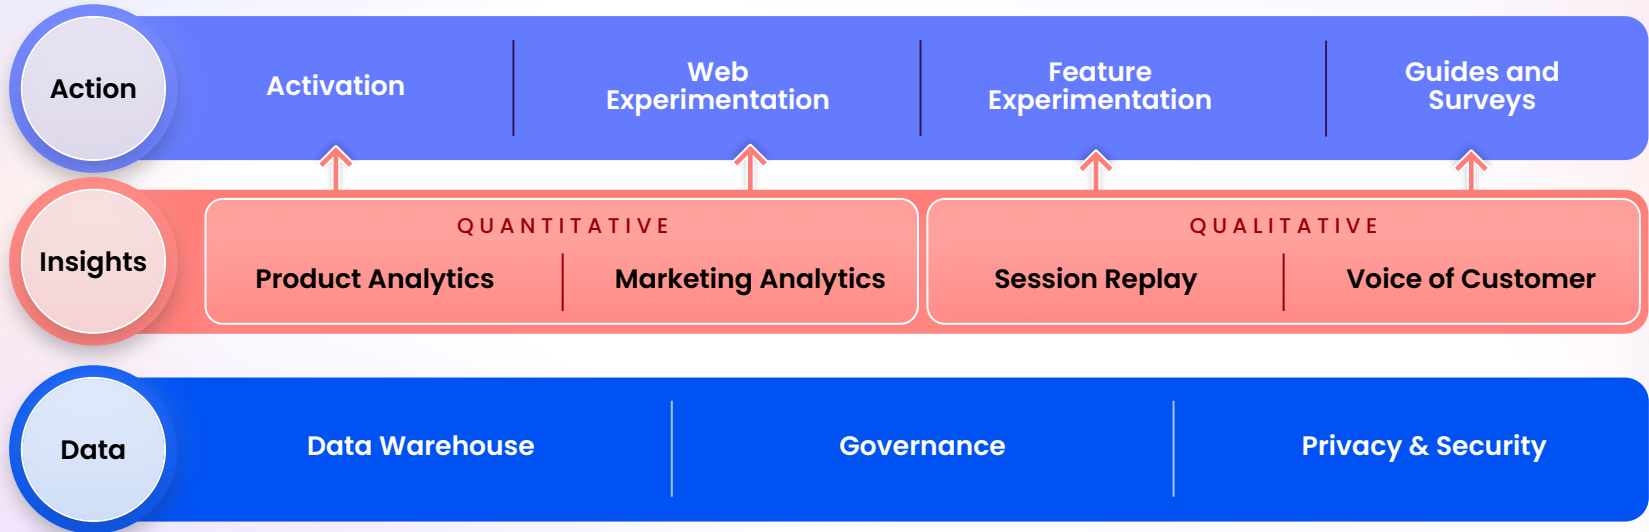 Action
Activation
Web
Experimentation
Feature
Experimentation
Guides and
Surveys
Insights
QUANTITATIVE
Product Analytics
Marketing Analytics
QUALITATIVE
Session Replay
Voice of Customer
Data
Data Warehouse
Governance
Privacy & Security